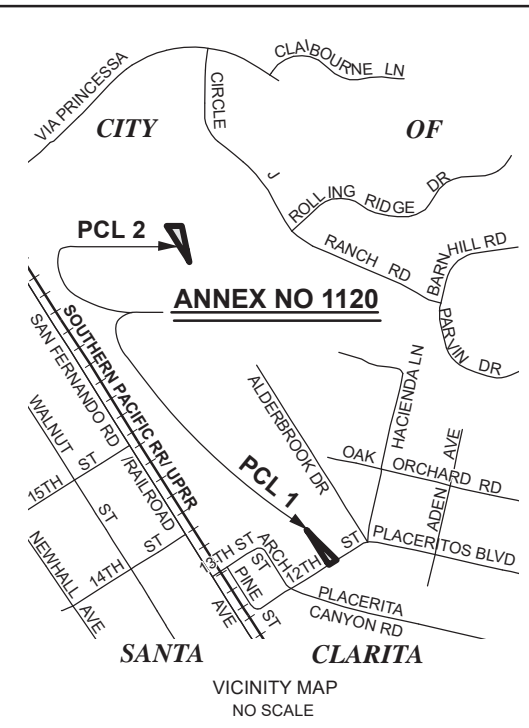 CLAIBOURNE LN
VIA PRINCESSA
CIRCLE
CITY
OF
J
ROLLING RIDGE DR
PCL 2
RANCH RD
BARN HILL RD
ANNEX NO 1120
PARVIN DR
SOUTHERN PACIFIC RR/ UPRR
SAN FERNANDO RD
/RAILROAD
AVE
ALDERBROOK DR
HACIENDA LN
WALNUT
ST
OAK ORCHARD RD
ADEN AVE
PCL 1
15TH ST
14TH ST
13TH ST
ARCH
ST
12TH ST
PLACERITOS BLVD
NEWHALL
AVE
PINE
ST
PLACERITA
CANYON RD
SANTA
CLARITA
VICINITY MAP
NO SCALE